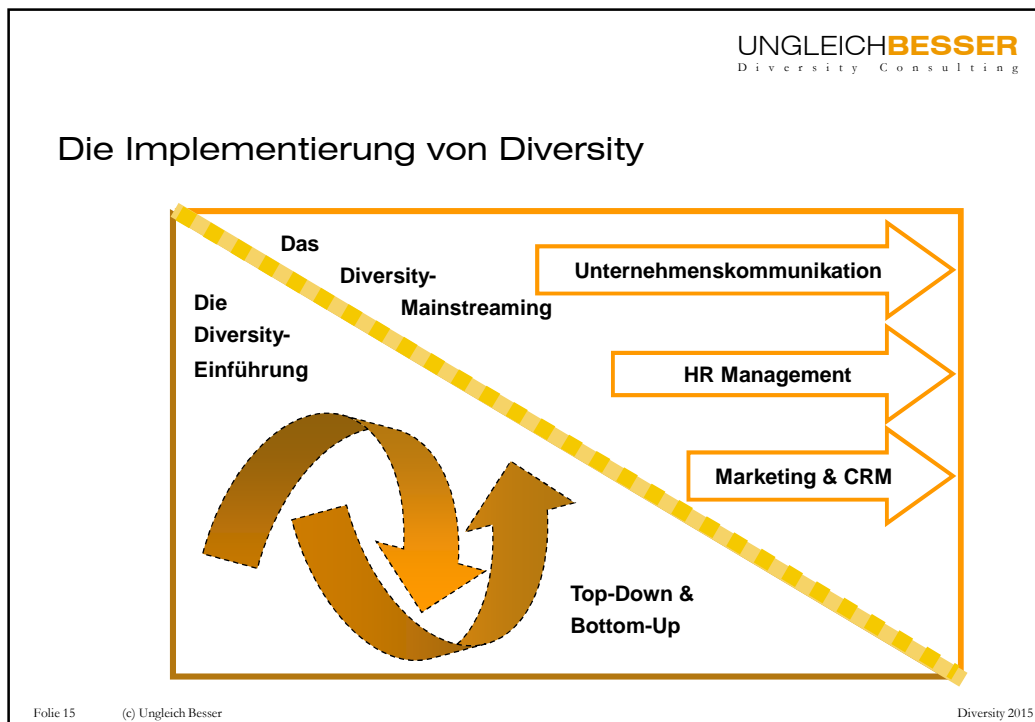 UNGLEICHBESSER
Diversity Consulting
Die Implementierung von Diversity
Das
Diversity-
Mainstreaming
Die
Diversity-
Einführung
Unternehmenskommunikation
HR Management
Marketing & CRM
Top-Down &
Bottom-Up
Folie 15 (c) Ungleich Besser Diversity 2015